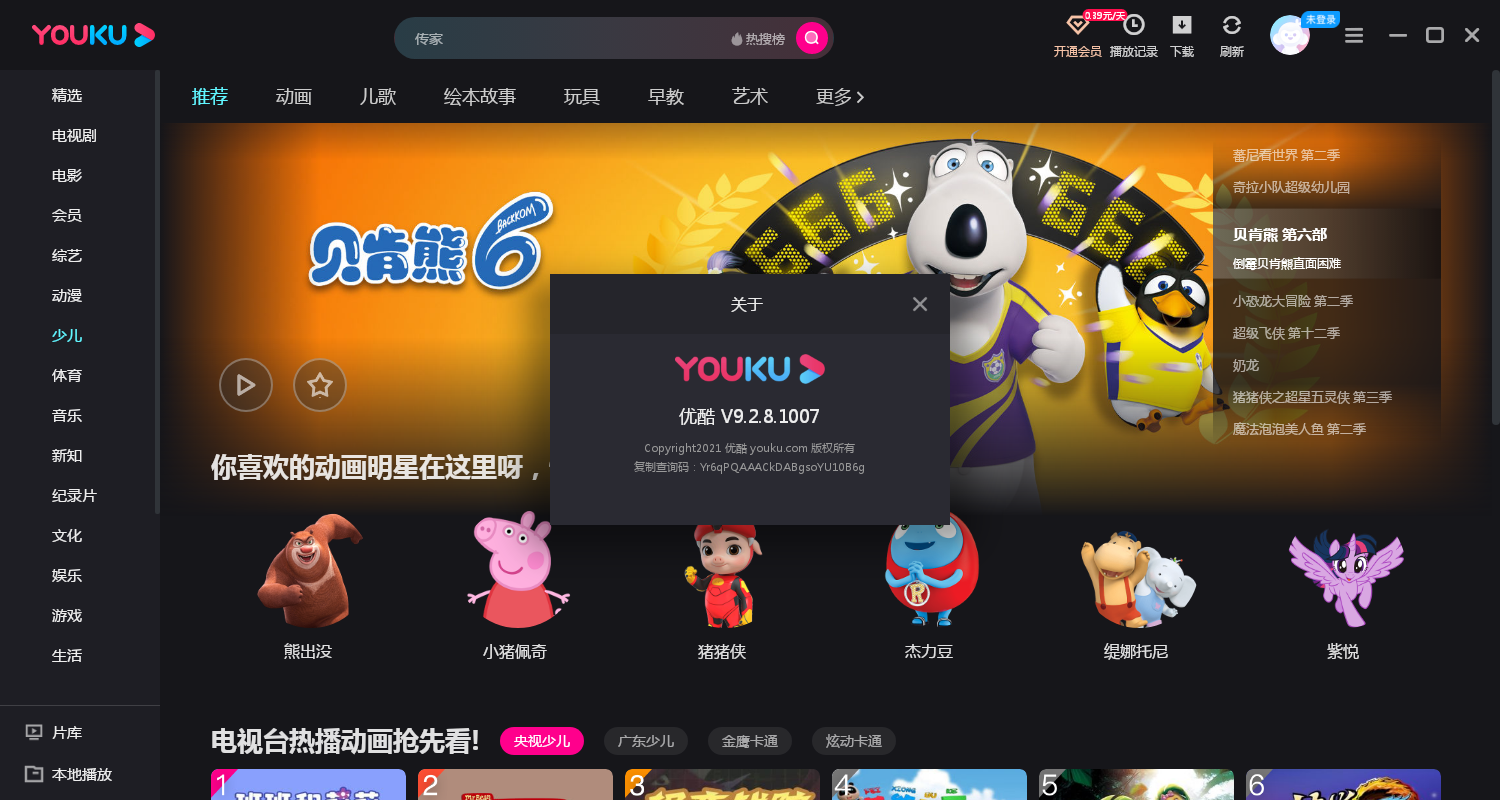 YOUKU
传家
热搜榜
0.39元/天
开通会员
播放记录
下载
刷新
未登录
精选
电视剧
电影
会员
综艺
动漫
少儿
体育
音乐
新知
纪录片
文化
娱乐
游戏
生活
片库
本地播放
推荐
动画
儿歌
绘本故事
玩具
早教
艺术
更多
贝肯熊6
BACKKOM
666
666
蕃尼看世界 第二季
奇拉小队超级幼儿园
贝肯熊 第六部
倒霉贝肯熊直面困难
小恐龙大冒险 第二季
超级飞侠 第十二季
奶龙
猪猪侠之超星五灵侠 第三季
魔法泡泡美人鱼 第二季
关于
YOUKU
优酷 V9.2.8.1007
Copyright2021 优酷 youku.com 版权所有
复制查询码：Yr6qPQAAACkDABgsoYU10B6g
你喜欢的动画明星在这里呀，
R
熊出没
小猪佩奇
猪猪侠
杰力豆
缇娜托尼
紫悦
电视台热播动画抢先看!
央视少儿
广东少儿
金鹰卡通
炫动卡通
1
2
3
4
5
6